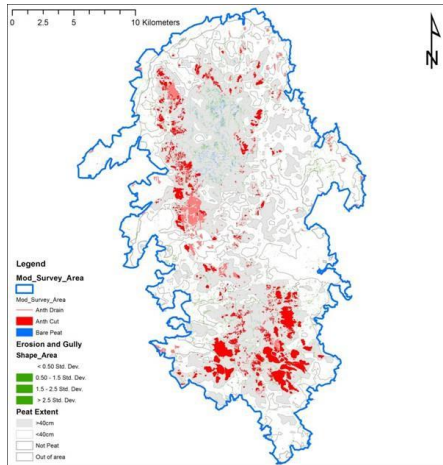 0 2.5 5 10 Kilometers
N
Legend
Mod_Survey_Area
Mod_Survey_Area
Anth Drain
Anth Cut
Bare Peat
Erosion and Gully
Shape_Area
< 0.50 Std. Dev.
0.50 - 1.5 Std. Dev.
1.5 - 2.5 Std. Dev.
> 2.5 Std. Dev.
Peat Extent
>40cm
<40cm
Not Peat
Out of area